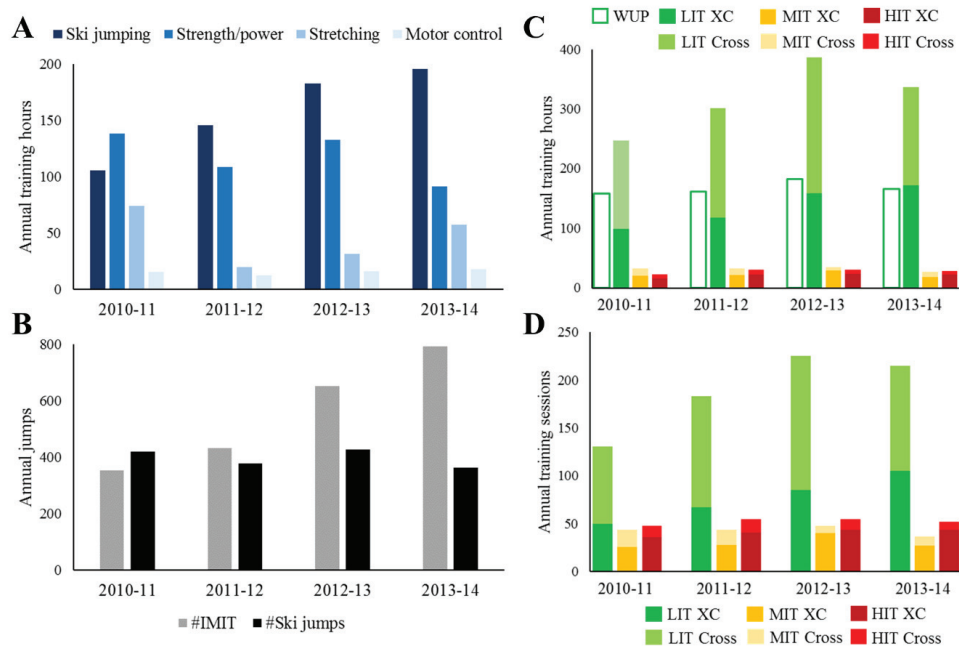 A
Ski jumping Strength/power Stretching Motor control
Annual training hours
200
150
100
50
0
2010-11 2011-12 2012-13 2013-14
B
Annual jumps
800
600
400
200
0
2010-11 2011-12 2012-13 2013-14
#IMIT #Ski jumps
C
WUP LIT XC MIT XC HIT XC
LIT Cross MIT Cross HIT Cross
Annual training hours
400
300
200
100
0
2010-11 2011-12 2012-13 2013-14
D
Annual training sessions
250
200
150
100
50
0
2010-11 2011-12 2012-13 2013-14
LIT XC MIT XC HIT XC
LIT Cross MIT Cross HIT Cross